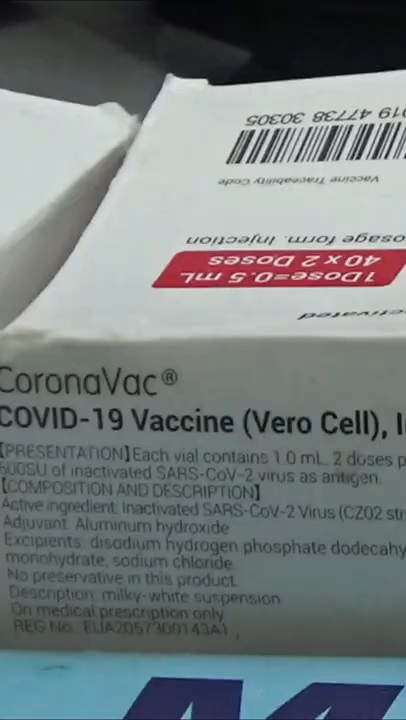 019 47738 30305
Vaccine Traceability Code
osage form. Injection
1Dose=0.5 mL
40 x 2 Doses
ctivated
CoronaVac®
COVID-19 Vaccine (Vero Cell), I
【PRESENTATION】Each vial contains 1.0 mL, 2 doses p
600SU of inactivated SARS-CoV-2 virus as antigen.
【COMPOSITION AND DESCRIPTION】
Active ingredient: Inactivated SARS-CoV-2 Virus (CZ02 str
Adjuvant: Aluminum hydroxide
Excipients: disodium hydrogen phosphate dodecahy
monohydrate, sodium chloride.
No preservative in this product.
Description: milky-white suspension.
On medical prescription only
REG No.: EUA2057300143A1